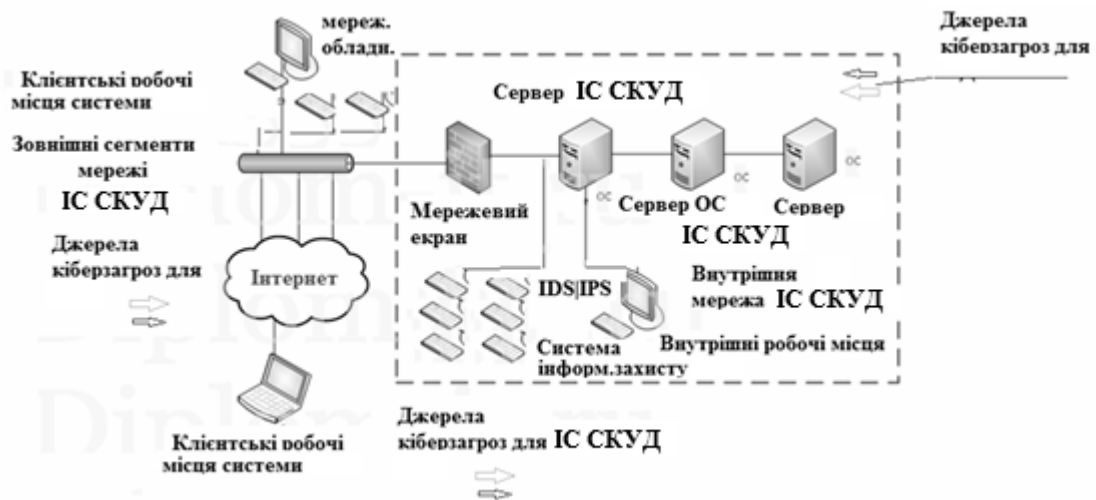 мереж.
облади.
Джерела
кіберзагроз для
Клієнтські робочі
місця системи
Сервер ІС СКУД
Зовнішні сегменти
мережі
ІС СКУД
Мережевий
екран
ОС
ОС
ОС
Сервер ОС
Сервер
ІС СКУД
Джерела
кіберзагроз для
Інтернет
IDS|IPS
Внутрішня
мережа ІС СКУД
Внутрішні робочі місця
Система
інформ.захисту
Джерела
кіберзагроз для ІС СКУД
Клієнтські робочі
місця системи